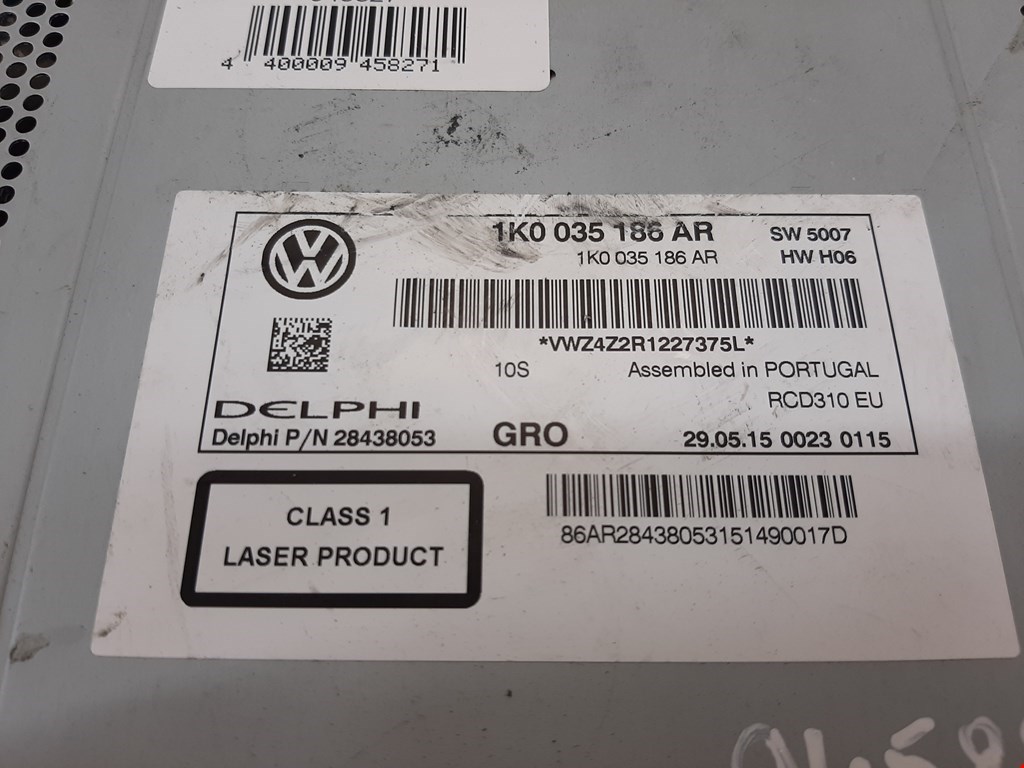 4 400009 458271
1K0 035 186 AR SW 5007
1K0 035 186 AR HW H06
*VWZ4Z2R1227375L*
10S Assembled in PORTUGAL
RCD310 EU
DELPHI
Delphi P/N 28438053 GRO 29.05.15 0023 0115
CLASS 1
LASER PRODUCT
86AR28438053151490017D